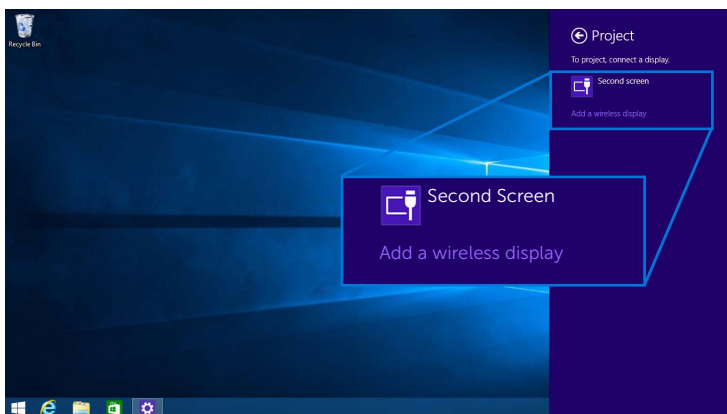 Recycle Bin
Project
To project, connect a display.
Second screen
Add a wireless display
Second Screen
Add a wireless display